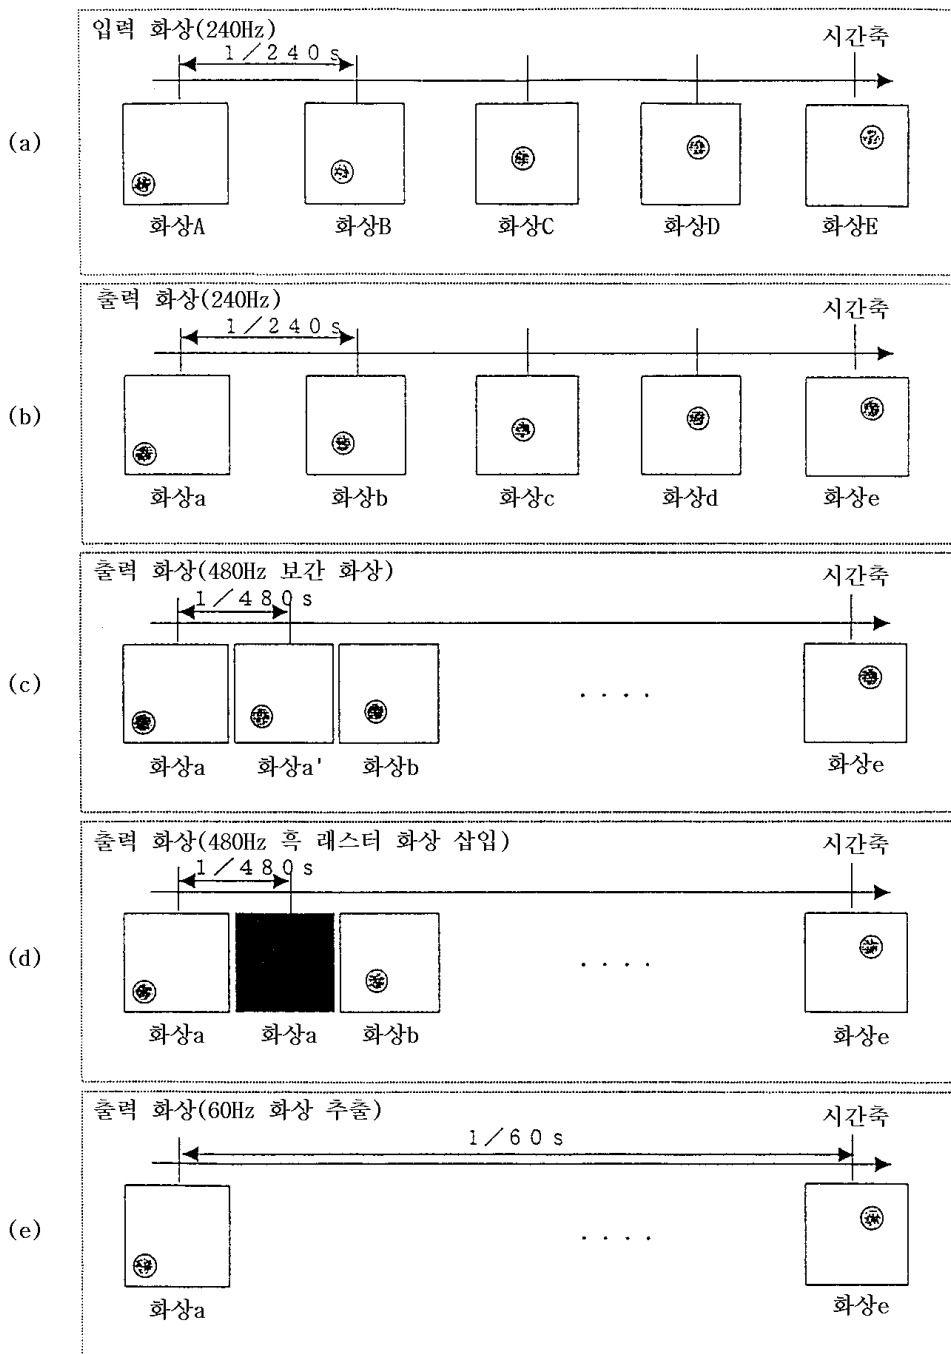 입력 화상(240Hz)
1/240s
시간축
(a)
화상A
화상B
화상C
화상D
화상E
출력 화상(240Hz)
1/240s
시간축
(b)
화상a
화상b
화상c
화상d
화상e
출력 화상(480Hz 보간 화상)
1/480s
시간축
(c)
. . . .
화상a
화상a'
화상b
화상e
출력 화상(480Hz 흑 래스터 화상 삽입)
1/480s
시간축
(d)
. . . .
화상a
화상a
화상b
화상e
출력 화상(60Hz 화상 추출)
1/60s
시간축
(e)
. . . .
화상a
화상e